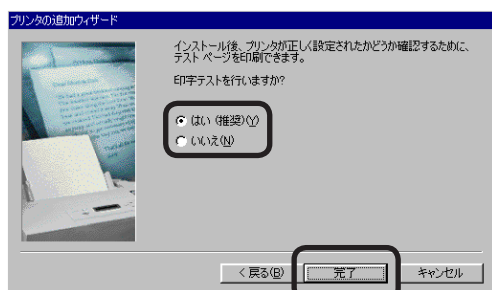 プリンタの追加ウィザード
インストール後、プリンタが正しく設定されたかどうか確認するために、
テスト ページを印刷できます。
印字テストを行いますか?
はい (推奨)(Y)
いいえ(N)
< 戻る(B)
完了
キャンセル